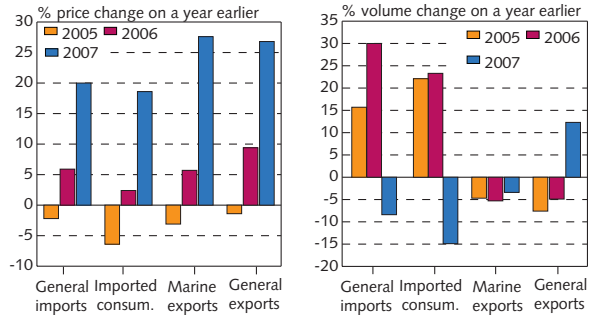 % price change on a year earlier
30
25
20
15
10
5
0
-5
-10
2005
2006
2007
General imports
Imported consum.
Marine exports
General exports
% volume change on a year earlier
35
30
25
20
15
10
5
0
-5
-10
-15
-20
2005
2006
2007
General imports
Imported consum.
Marine exports
General exports